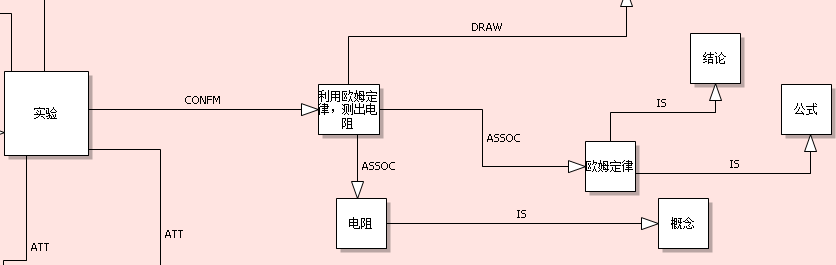 DRAW
结论
实验
CONFM
利用欧姆定
律，测出电
阻
IS
公式
ASSOC
ASSOC
欧姆定律
IS
电阻
IS
概念
ATT
ATT